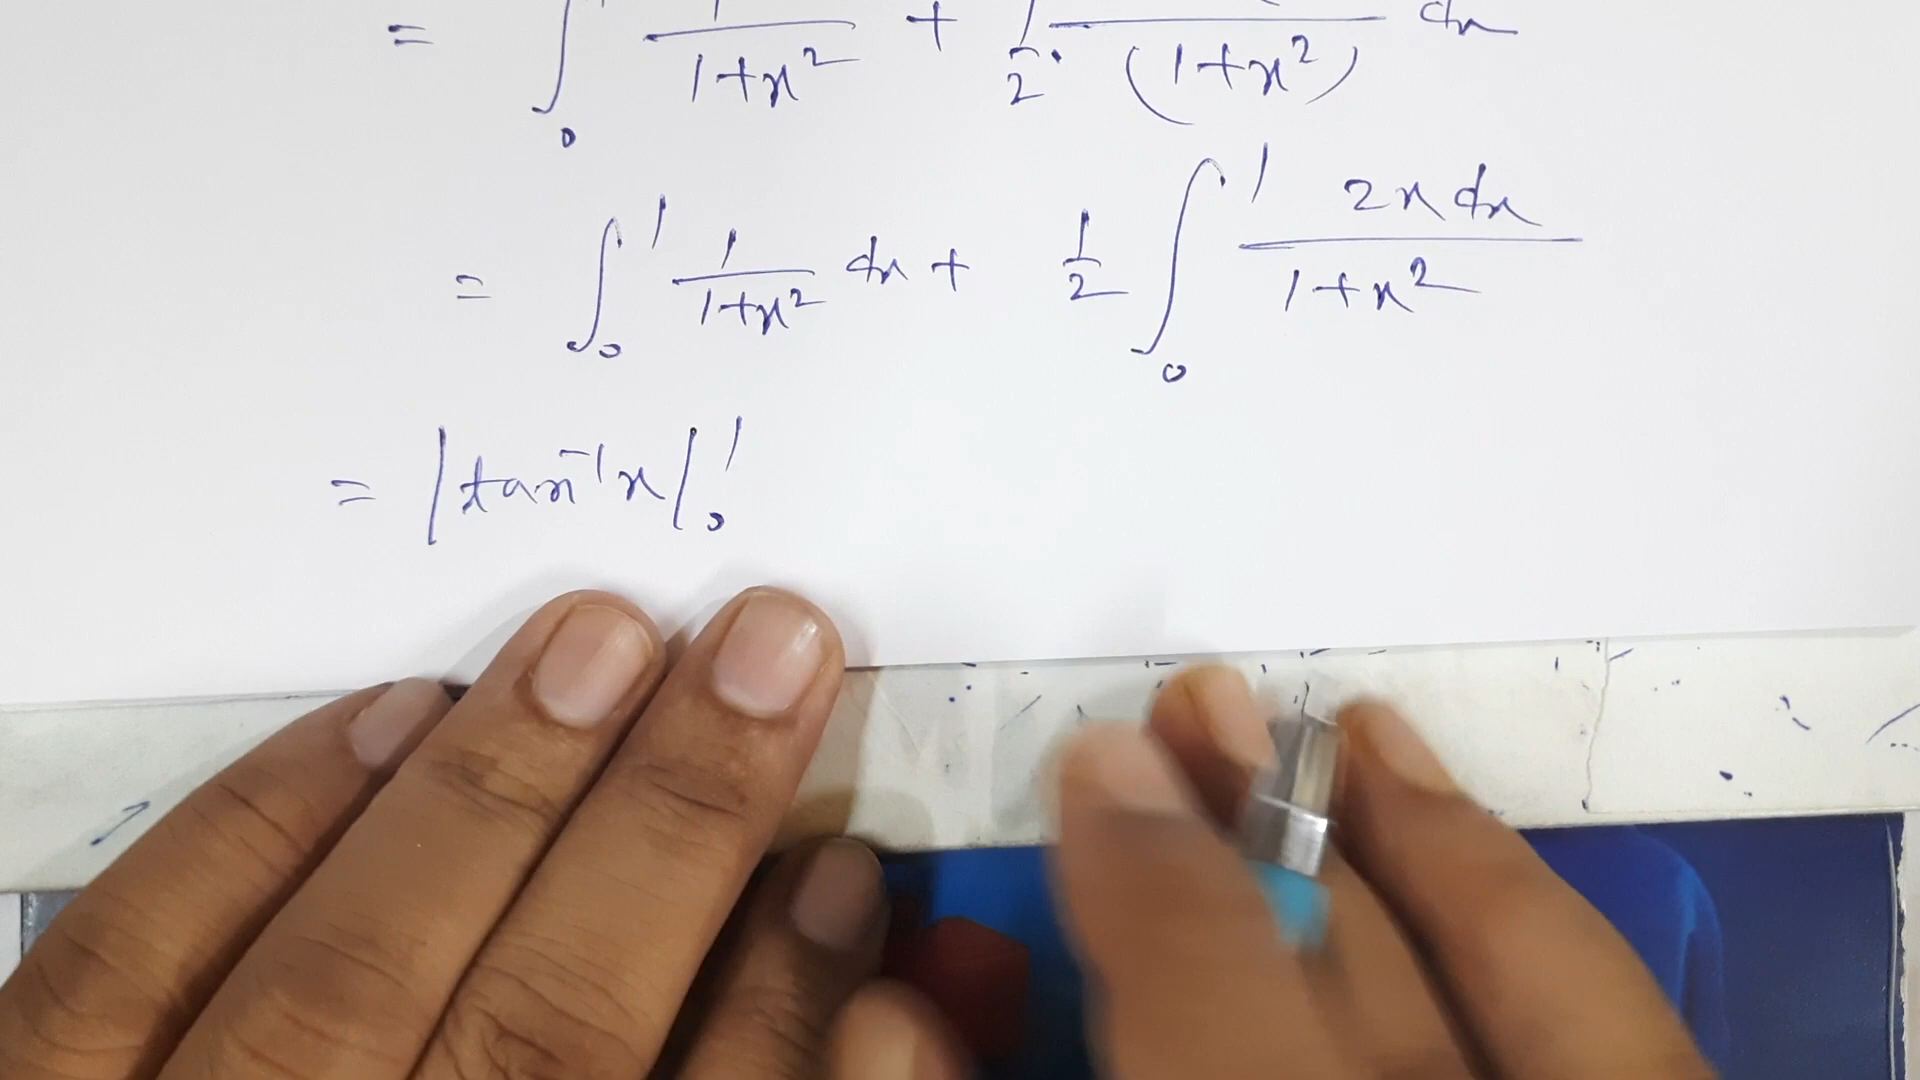 = ∫₀¹ 1/(1+x²) + 1/2 · /(1+x²) dx
= ∫₀¹ 1/(1+x²) dx + 1/2 ∫₀¹ 2x dx/(1+x²)
= |tan⁻¹x|₀¹